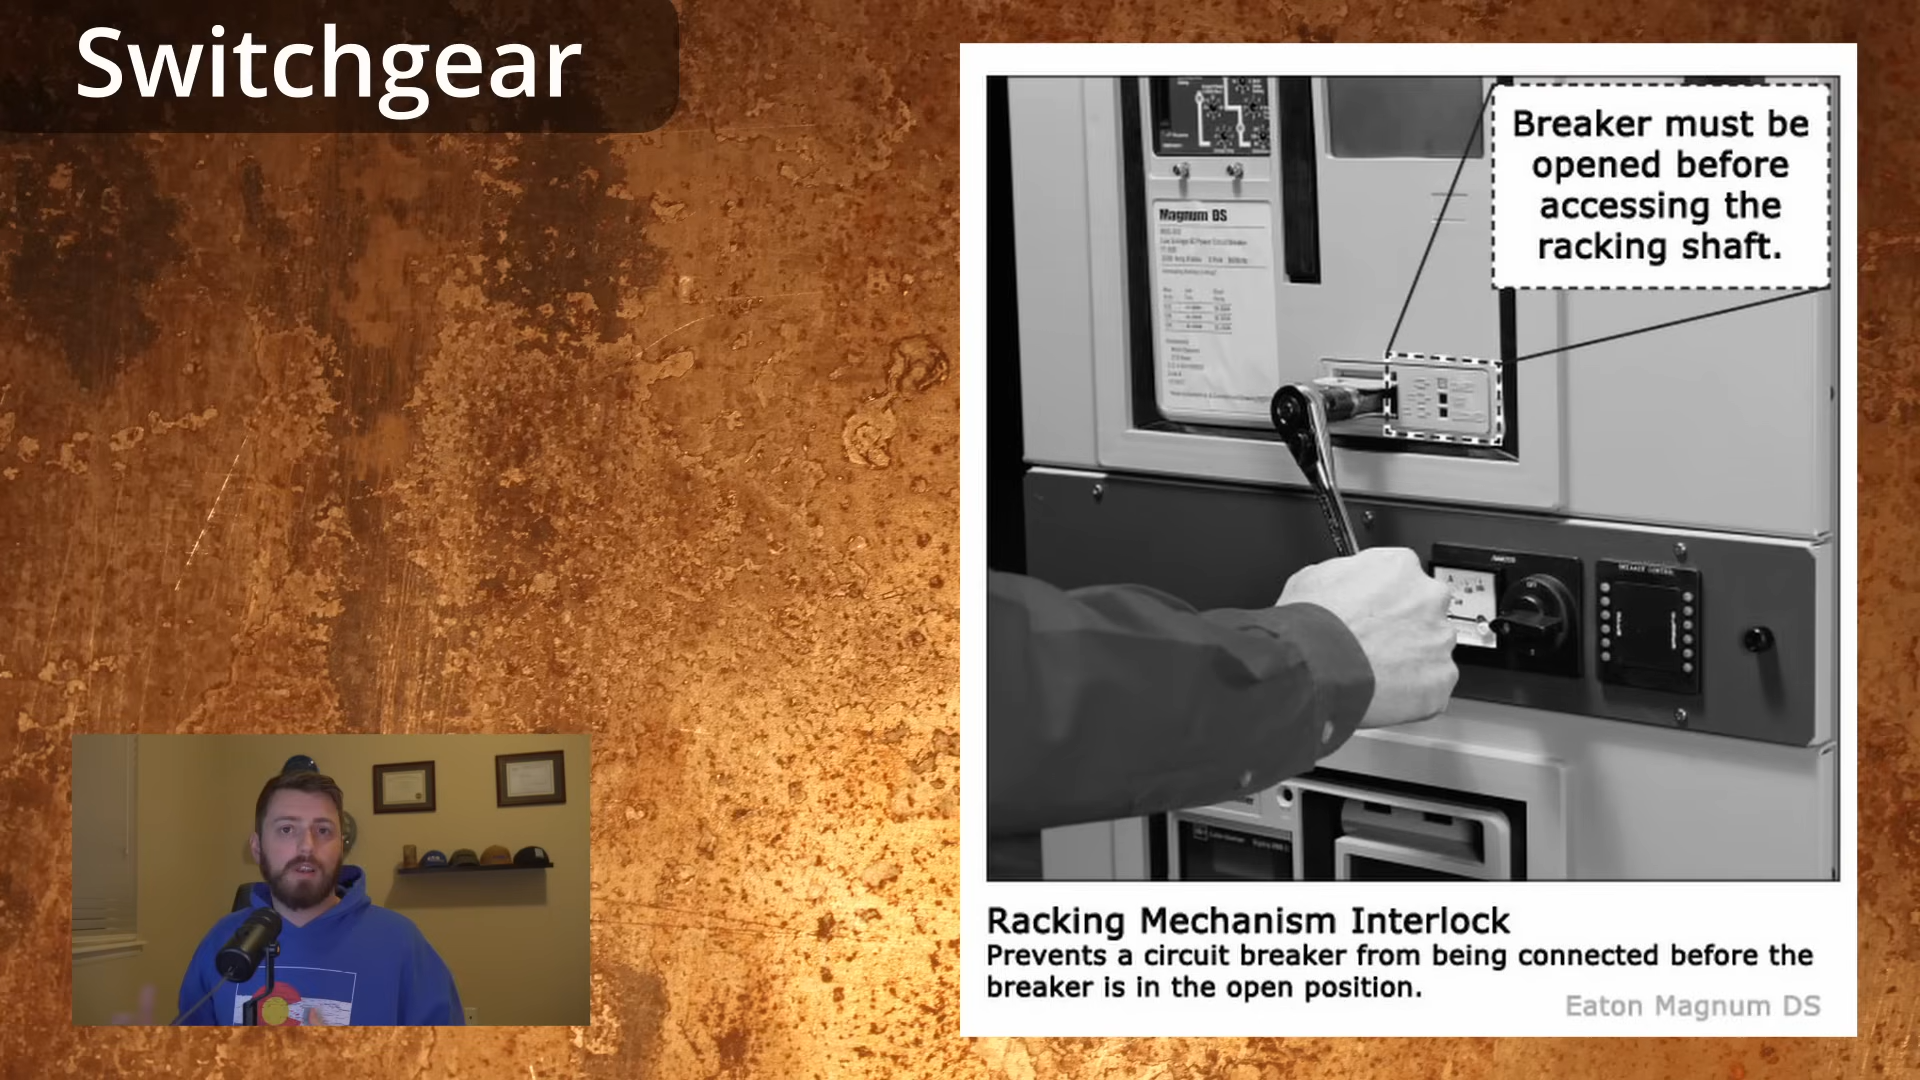 Switchgear
Breaker must be
opened before
accessing the
racking shaft.
Magnum DS
Racking Mechanism Interlock
Prevents a circuit breaker from being connected before the
breaker is in the open position.
Eaton Magnum DS